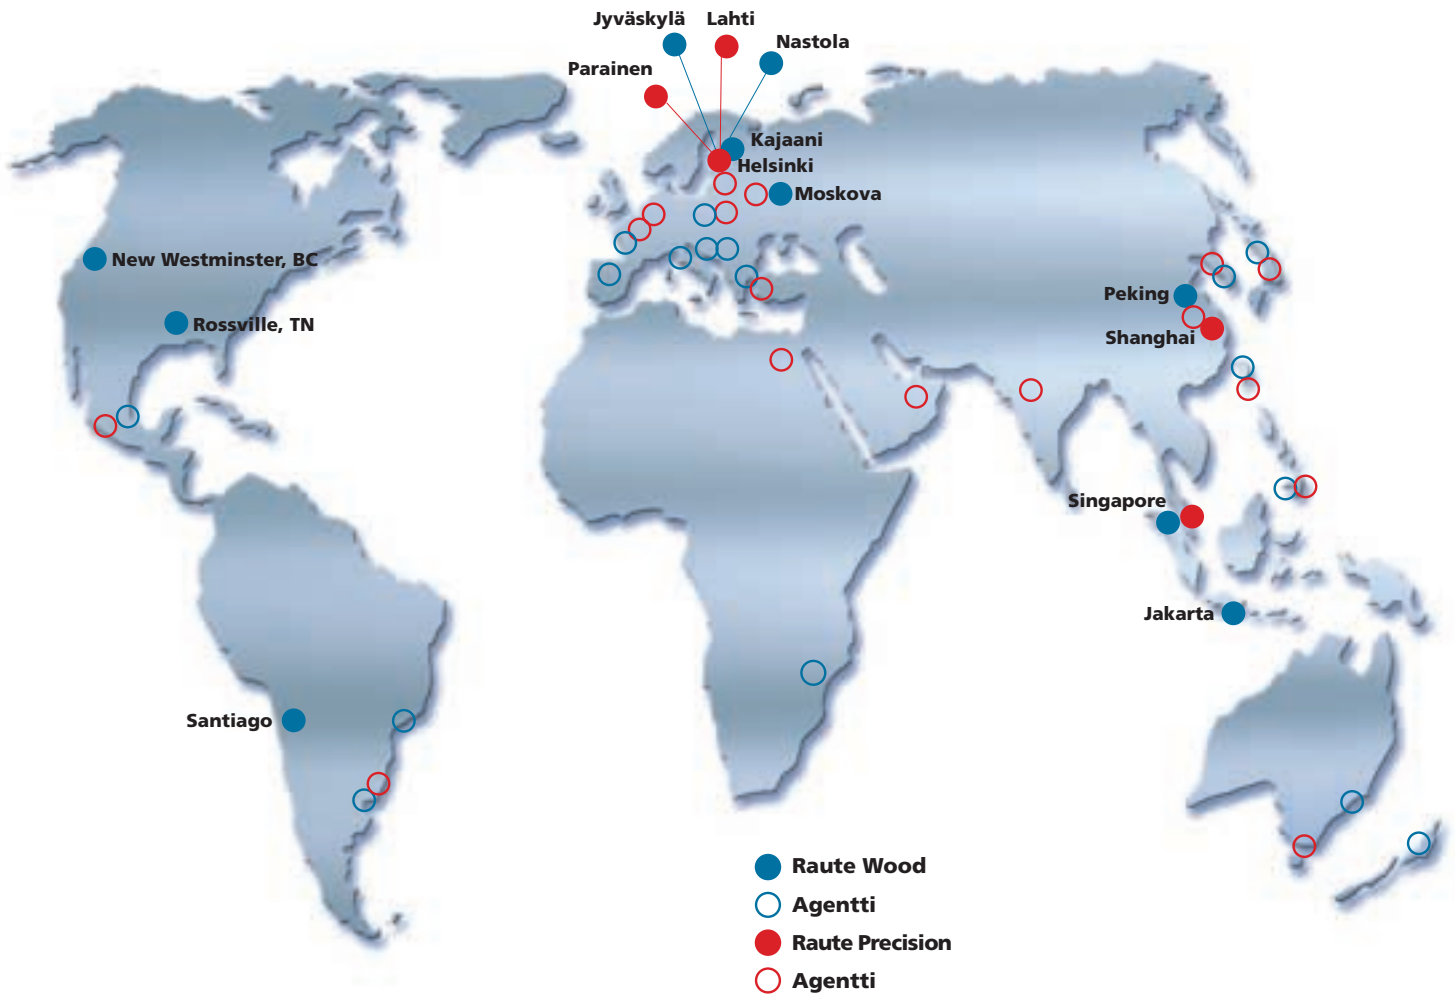 Jyväskylä
Lahti
Nastola
Parainen
Kajaani
Helsinki
Moskova
New Westminster, BC
Rossville, TN
Peking
Shanghai
Singapore
Jakarta
Santiago
Raute Wood
Agentti
Raute Precision
Agentti